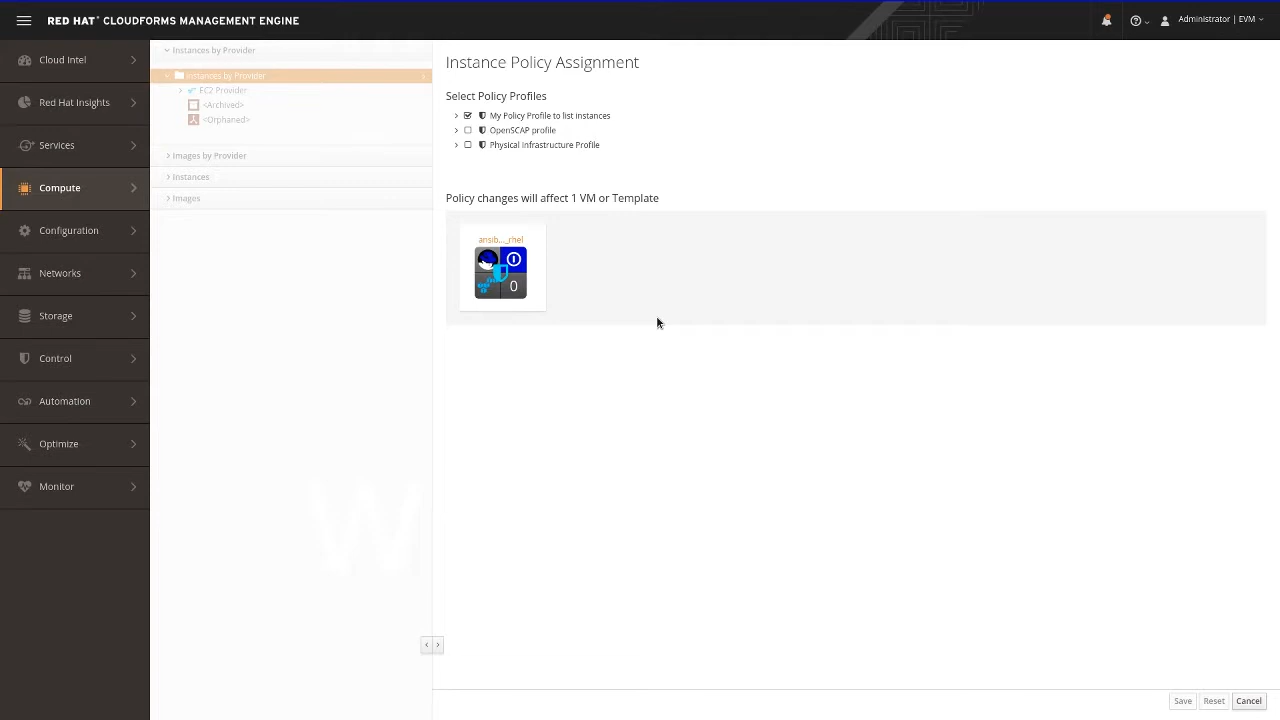 RED HAT® CLOUDFORMS MANAGEMENT ENGINE
Administrator | EVM
Cloud Intel
Red Hat Insights
Services
Compute
Configuration
Networks
Storage
Control
Automation
Optimize
Monitor
Instances by Provider
Instances by Provider
EC2 Provider
<Archived>
<Orphaned>
Images by Provider
Instances
Images
W
Instance Policy Assignment
Select Policy Profiles
My Policy Profile to list instances
OpenSCAP profile
Physical Infrastructure Profile
Policy changes will affect 1 VM or Template
ansib..._rhel
0
Save
Reset
Cancel